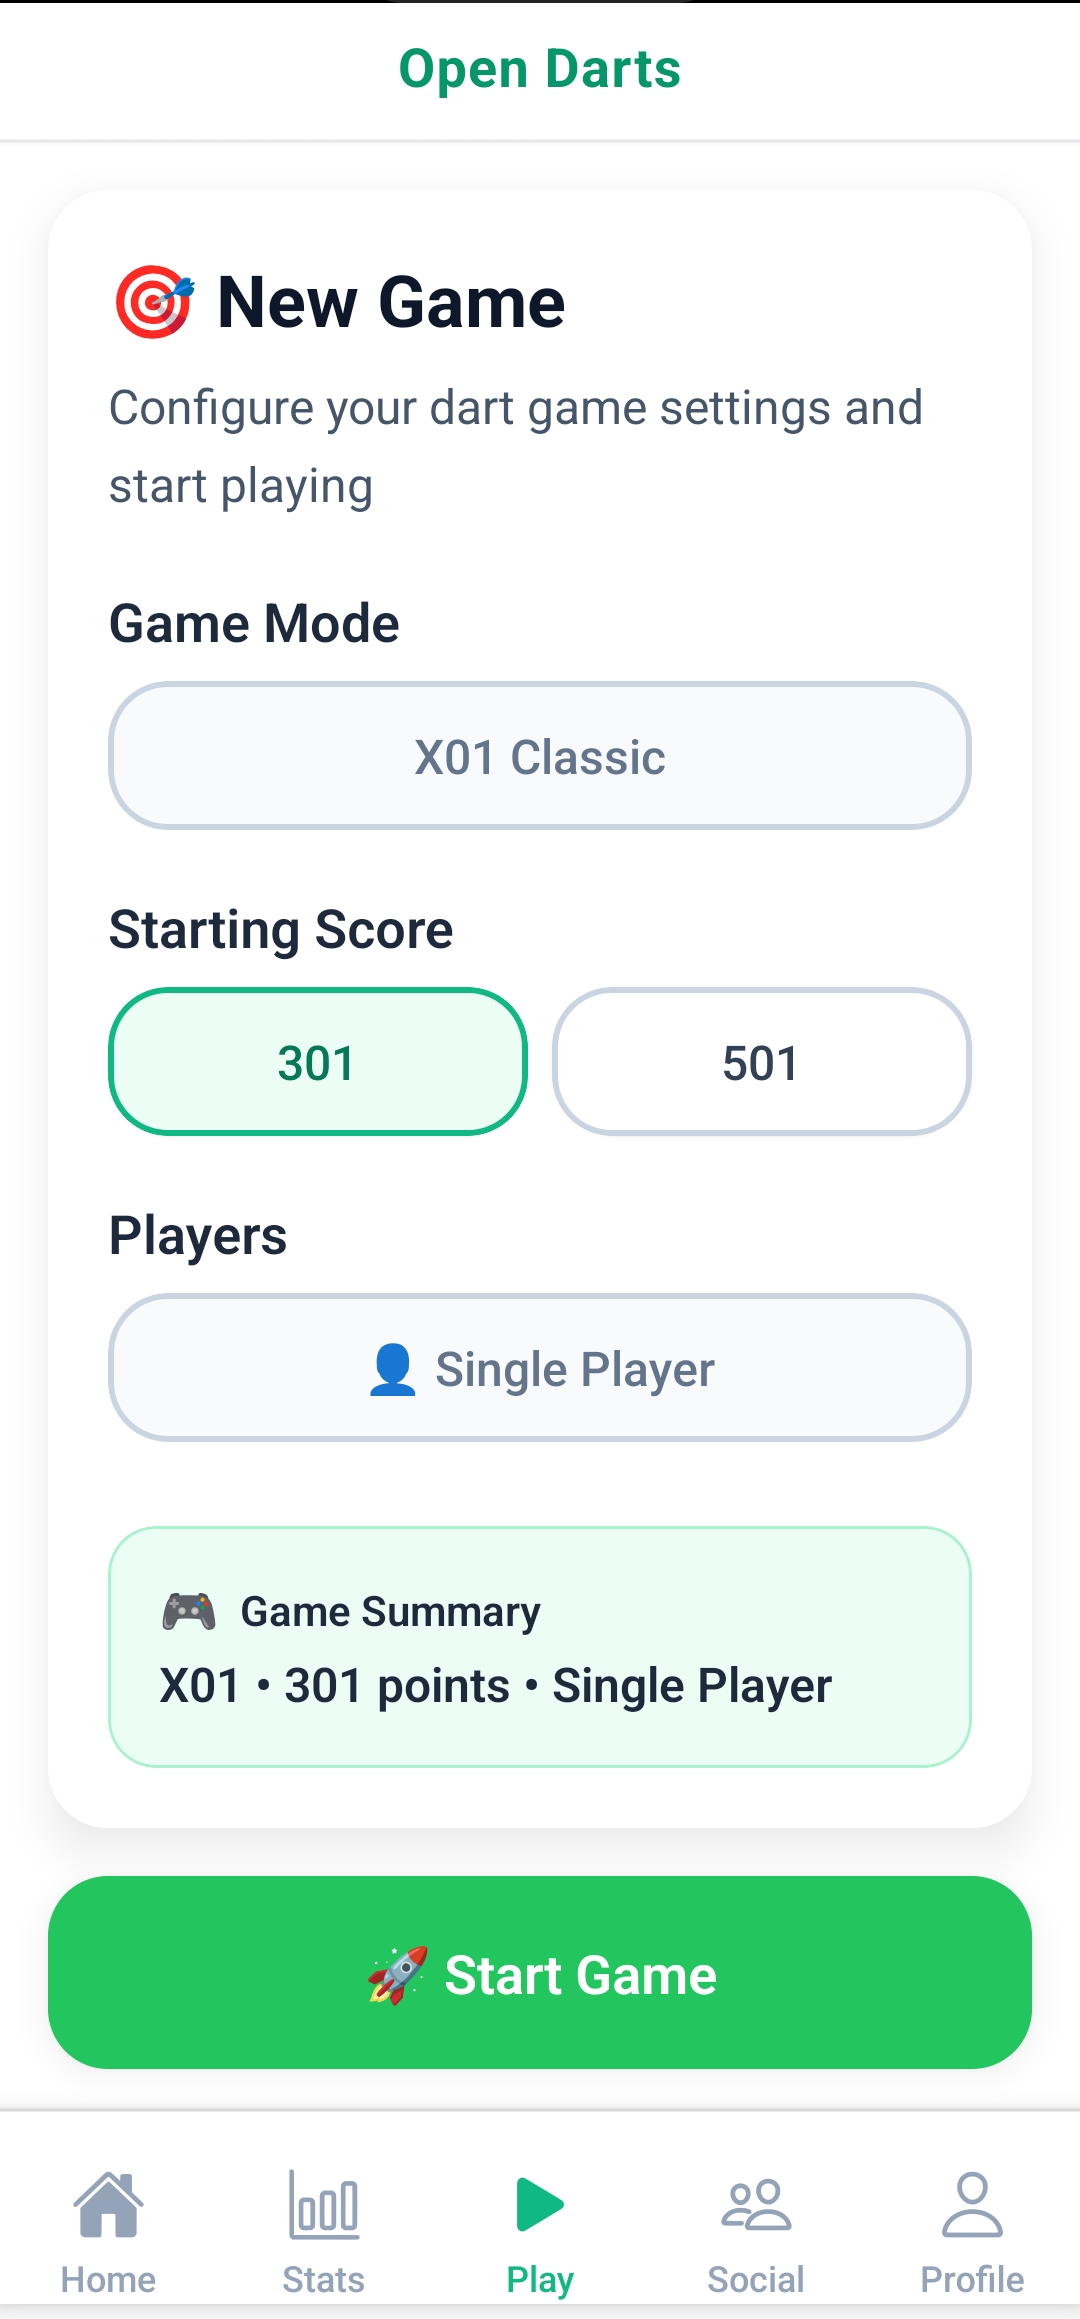 Open Darts
🎯 New Game
Configure your dart game settings and
start playing
Game Mode
X01 Classic
Starting Score
301
501
Players
👤 Single Player
🎮 Game Summary
X01 • 301 points • Single Player
🚀 Start Game
Home
Stats
Play
Social
Profile